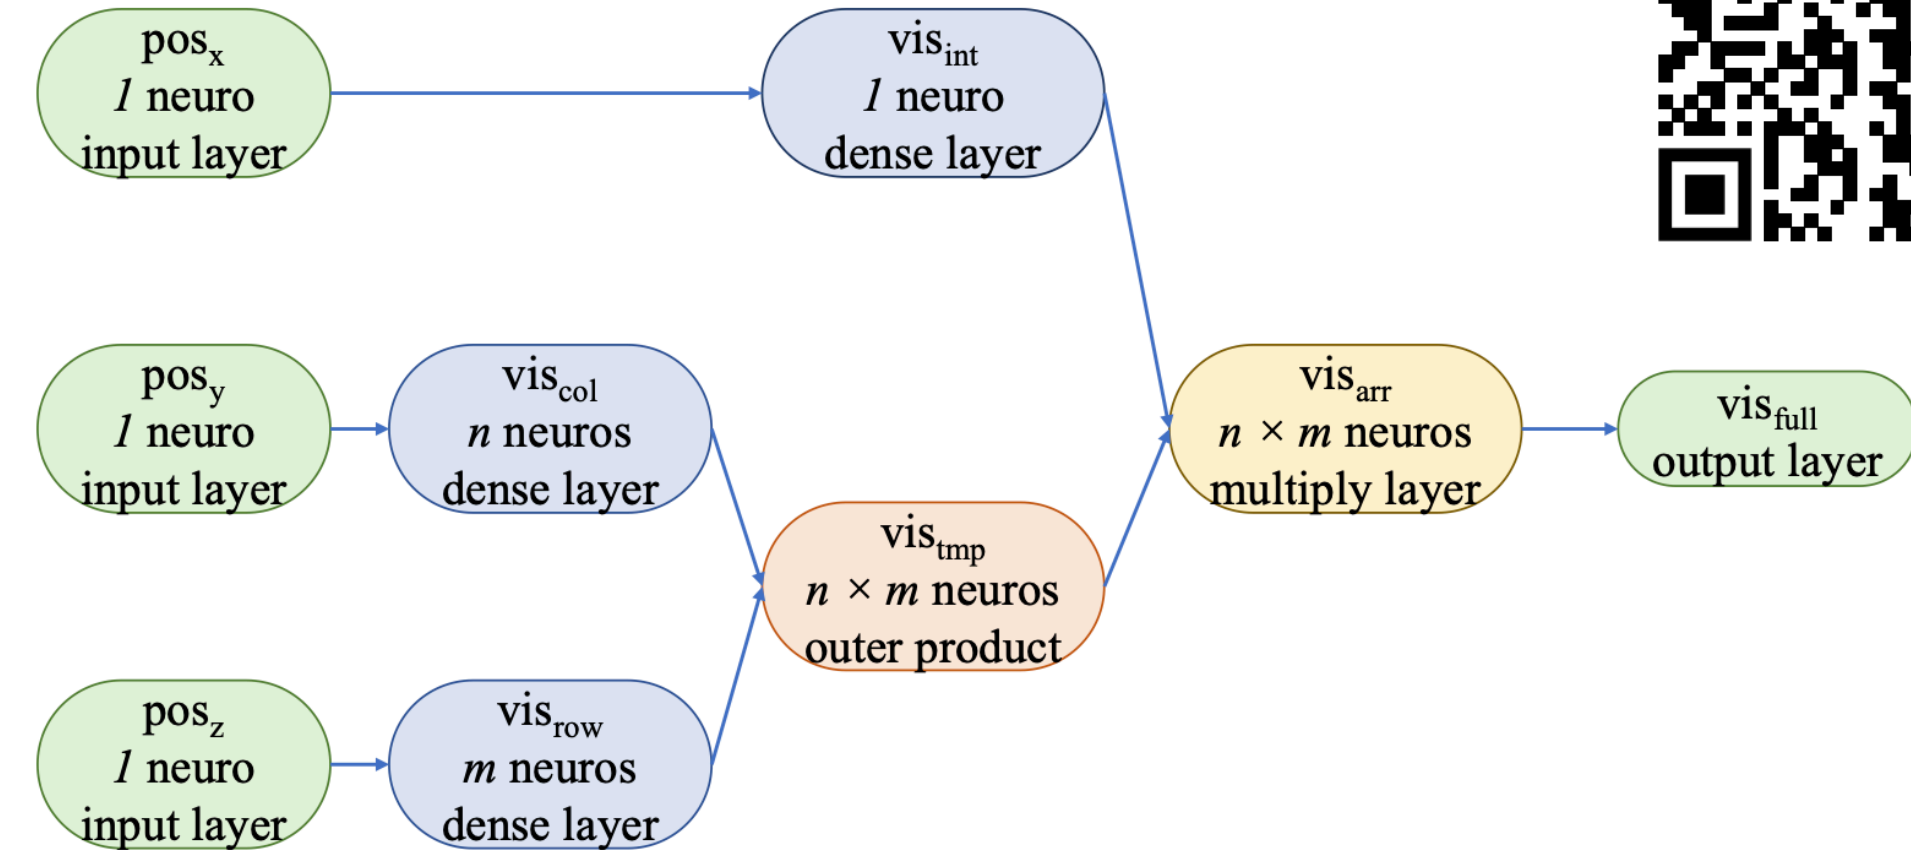 posx
1 neuro
input layer
visint
1 neuro
dense layer
posy
1 neuro
input layer
viscol
n neuros
dense layer
visarr
n × m neuros
multiply layer
visfull
output layer
vistmp
n × m neuros
outer product
posz
1 neuro
input layer
visrow
m neuros
dense layer